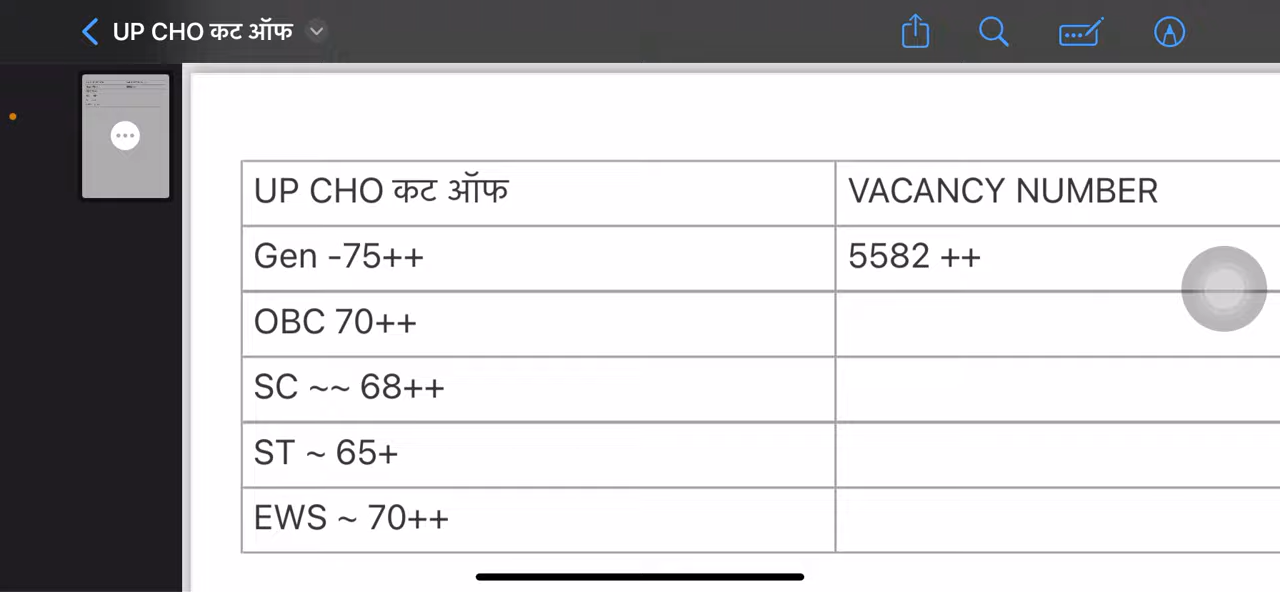 UP CHO कट ऑफ
UP CHO कट ऑफ VACANCY NUMBER
Gen -75++ 5582 ++
OBC 70++
SC ~~ 68++
ST ~ 65+
EWS ~ 70++